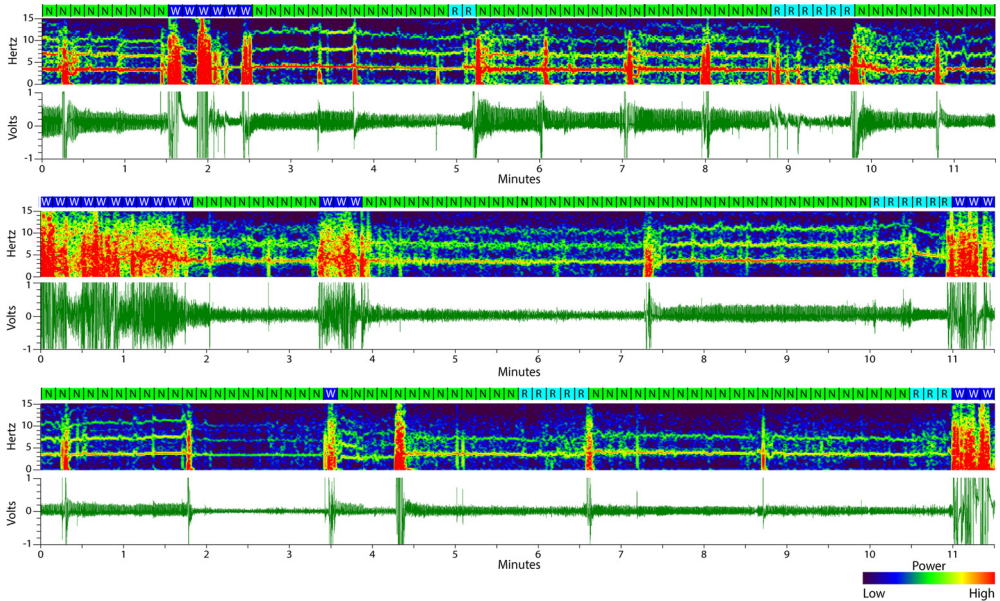 N N N N N N N N N W W W W W W N N N N N N N N N N N N N N R R N N N N N N N N N N N N N N N N N N N N N R R R R R R N N N N N N N N N N
15
10
5
0
Hertz
1
0
-1
Volts
0 1 2 3 4 5 6 7 8 9 10 11
Minutes
W W W W W W W W W W W N N N N N N N N N W W W N N N N N N N N N N N N N N N N N N N N N N N N N N N N N N N N N N N N N R R R R R R W W W
15
10
5
0
Hertz
1
0
-1
Volts
0 1 2 3 4 5 6 7 8 9 10 11
Minutes
N N N N N N N N N N N N N N N N N N N N W N N N N N N N N N N N N N R R R R R N N N N N N N N N N N N N N N N N N N N N N N R R R W W W
15
10
5
0
Hertz
1
0
-1
Volts
0 1 2 3 4 5 6 7 8 9 10 11
Minutes
Power
Low High